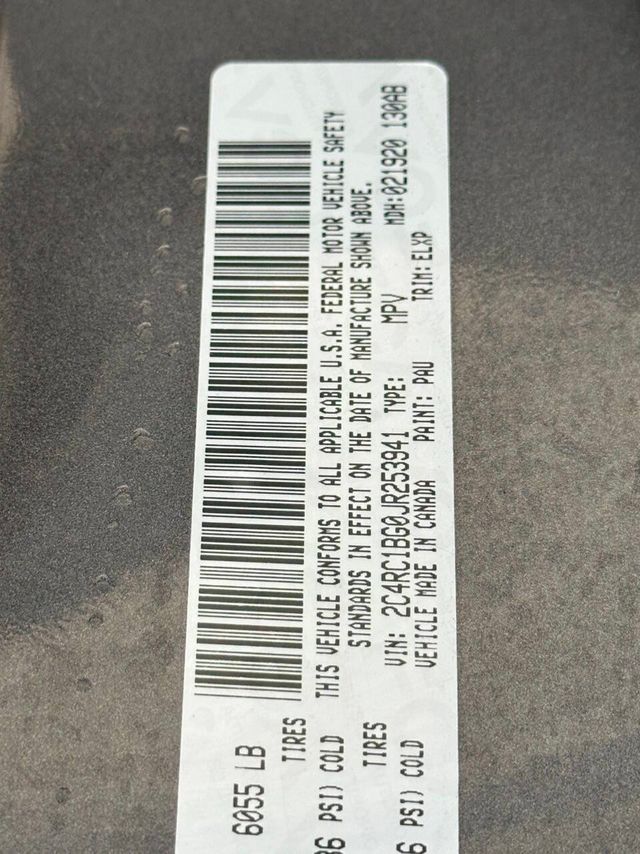 6055 LB
TIRES
PSI) COLD
TIRES
PSI) COLD
THIS VEHICLE CONFORMS TO ALL APPLICABLE U.S.A. FEDERAL MOTOR VEHICLE SAFETY
STANDARDS IN EFFECT ON THE DATE OF MANUFACTURE SHOWN ABOVE.
VIN: 2C4RC1BG0JR253941 TYPE: MPV MDH:021920 130AB
VEHICLE MADE IN CANADA PAINT: PAU TRIM: ELXP